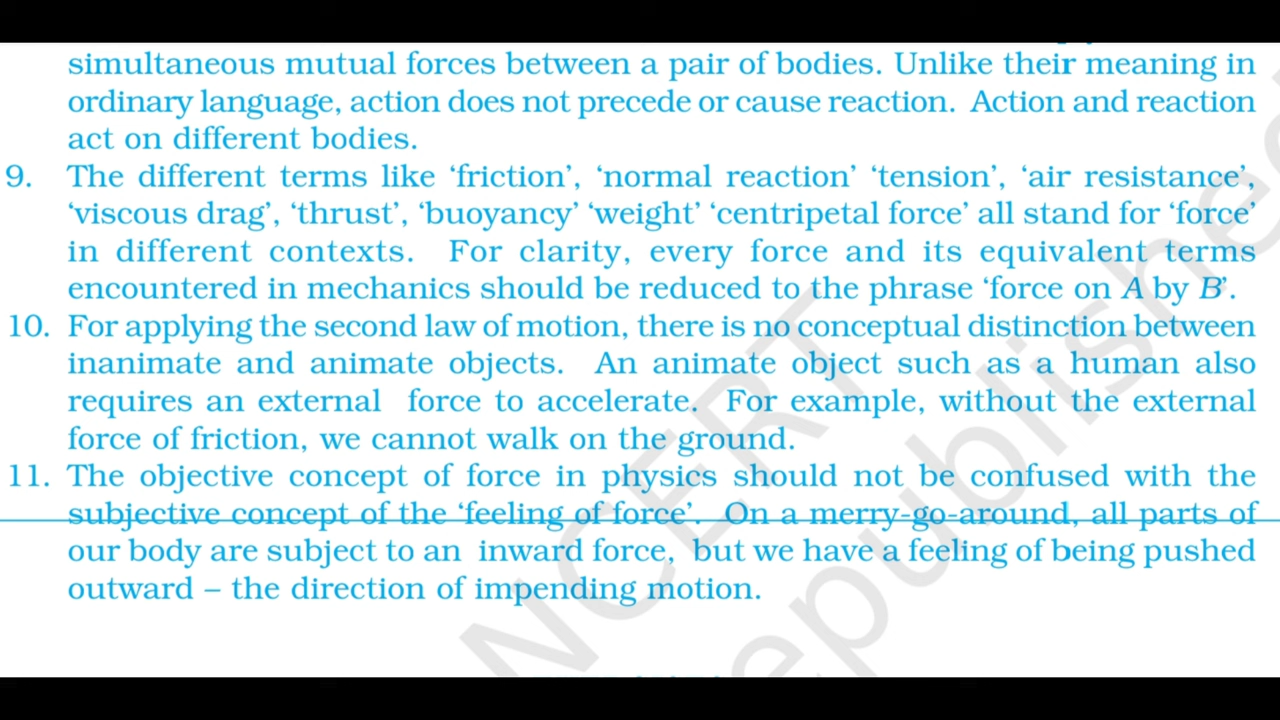 simultaneous mutual forces between a pair of bodies. Unlike their meaning in
ordinary language, action does not precede or cause reaction. Action and reaction
act on different bodies.
9. The different terms like ‘friction’, ‘normal reaction’ ‘tension’, ‘air resistance’,
‘viscous drag’, ‘thrust’, ‘buoyancy’ ‘weight’ ‘centripetal force’ all stand for ‘force’
in different contexts. For clarity, every force and its equivalent terms
encountered in mechanics should be reduced to the phrase ‘force on A by B’.
10. For applying the second law of motion, there is no conceptual distinction between
inanimate and animate objects. An animate object such as a human also
requires an external force to accelerate. For example, without the external
force of friction, we cannot walk on the ground.
11. The objective concept of force in physics should not be confused with the
subjective concept of the ‘feeling of force’. On a merry-go-around, all parts of
our body are subject to an inward force, but we have a feeling of being pushed
outward – the direction of impending motion.
NCERT
republished